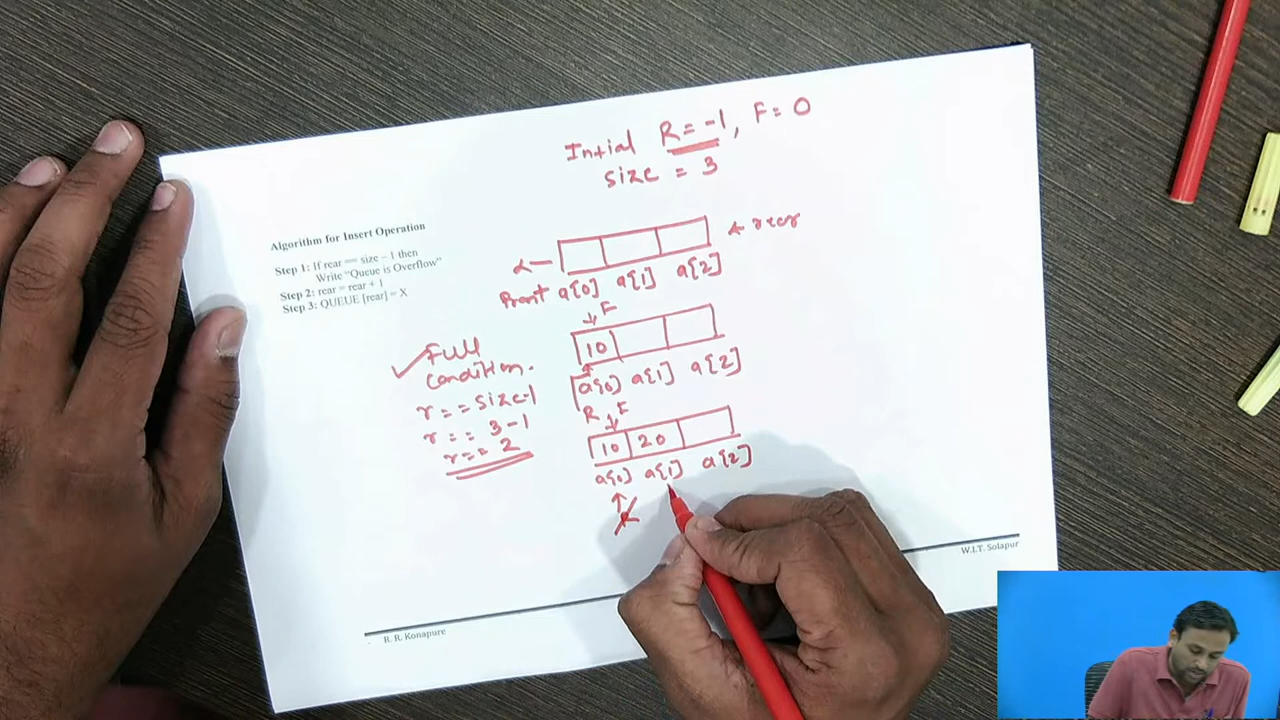 Intial R = -1, F = 0
size = 3
Algorithm for Insert Operation
Step 1: If rear == size – 1 then
Write “Queue is Overflow”
Step 2: rear = rear + 1
Step 3: QUEUE [rear] = X
← rear
Front a[0] a[1] a[2]
F
10
a[0] a[1] a[2]
R
✓ Full
condition.
r == size-1
r == 3-1
r == 2
F
10 20
a[0] a[1] a[2]
R
W.I.T. Solapur
R. R. Konapure